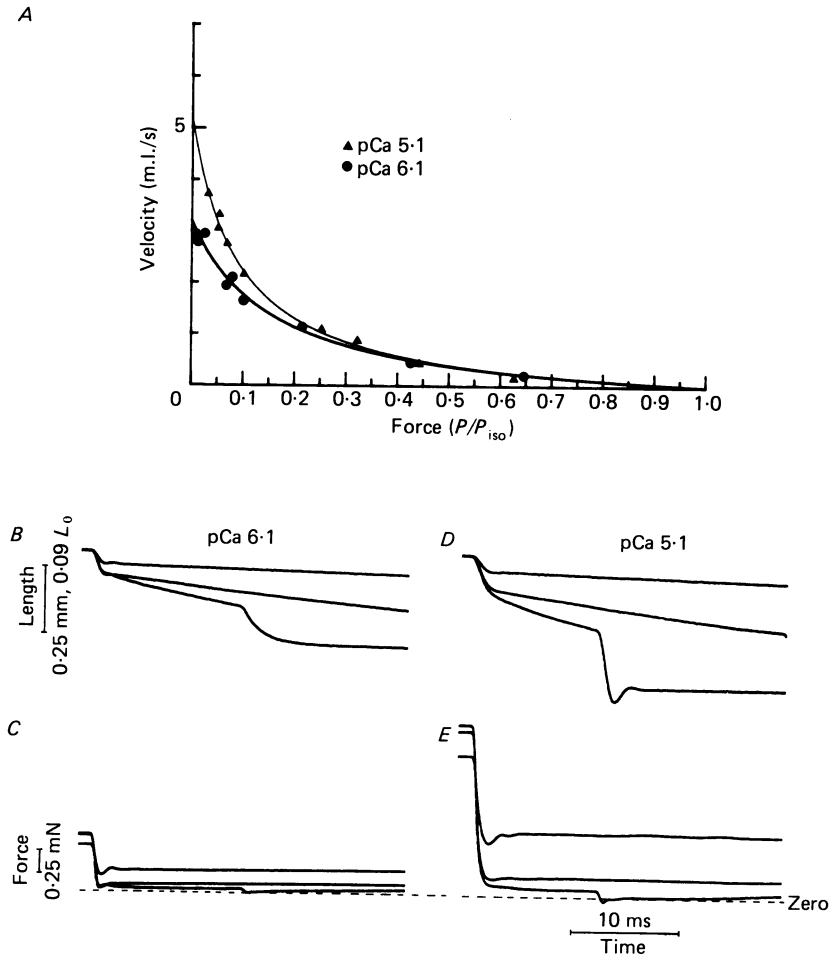 A
5
Velocity (m.l./s)
▲ pCa 5·1
● pCa 6·1
0 0·1 0·2 0·3 0·4 0·5 0·6 0·7 0·8 0·9 1·0
Force (P/Piso)
B
pCa 6·1
D
pCa 5·1
Length
0·25 mm, 0·09 L0
C
E
Force
0·25 mN
Zero
10 ms
Time